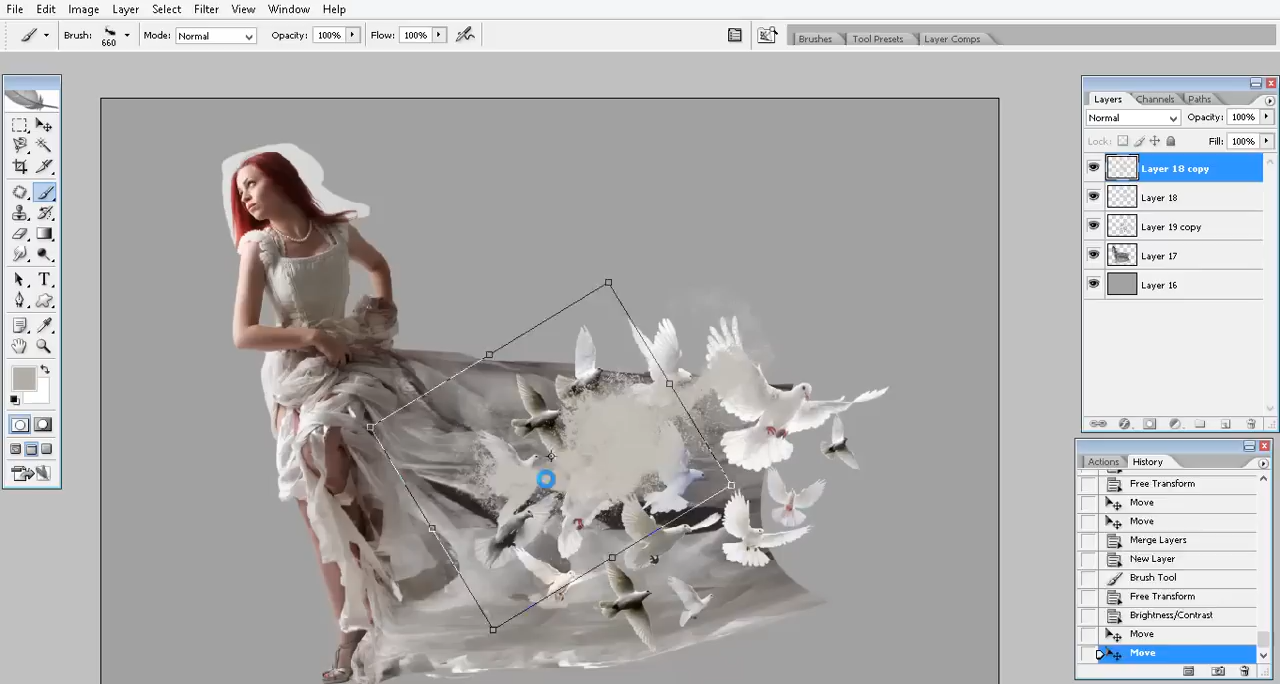 File Edit Image Layer Select Filter View Window Help
Brush: 660 Mode: Normal Opacity: 100% Flow: 100% Brushes Tool Presets Layer Comps
Layers Channels Paths
Normal Opacity: 100%
Lock: Fill: 100%
Layer 18 copy
Layer 18
Layer 19 copy
Layer 17
Layer 16
Actions History
Free Transform
Move
Move
Merge Layers
New Layer
Brush Tool
Free Transform
Brightness/Contrast
Move
Move